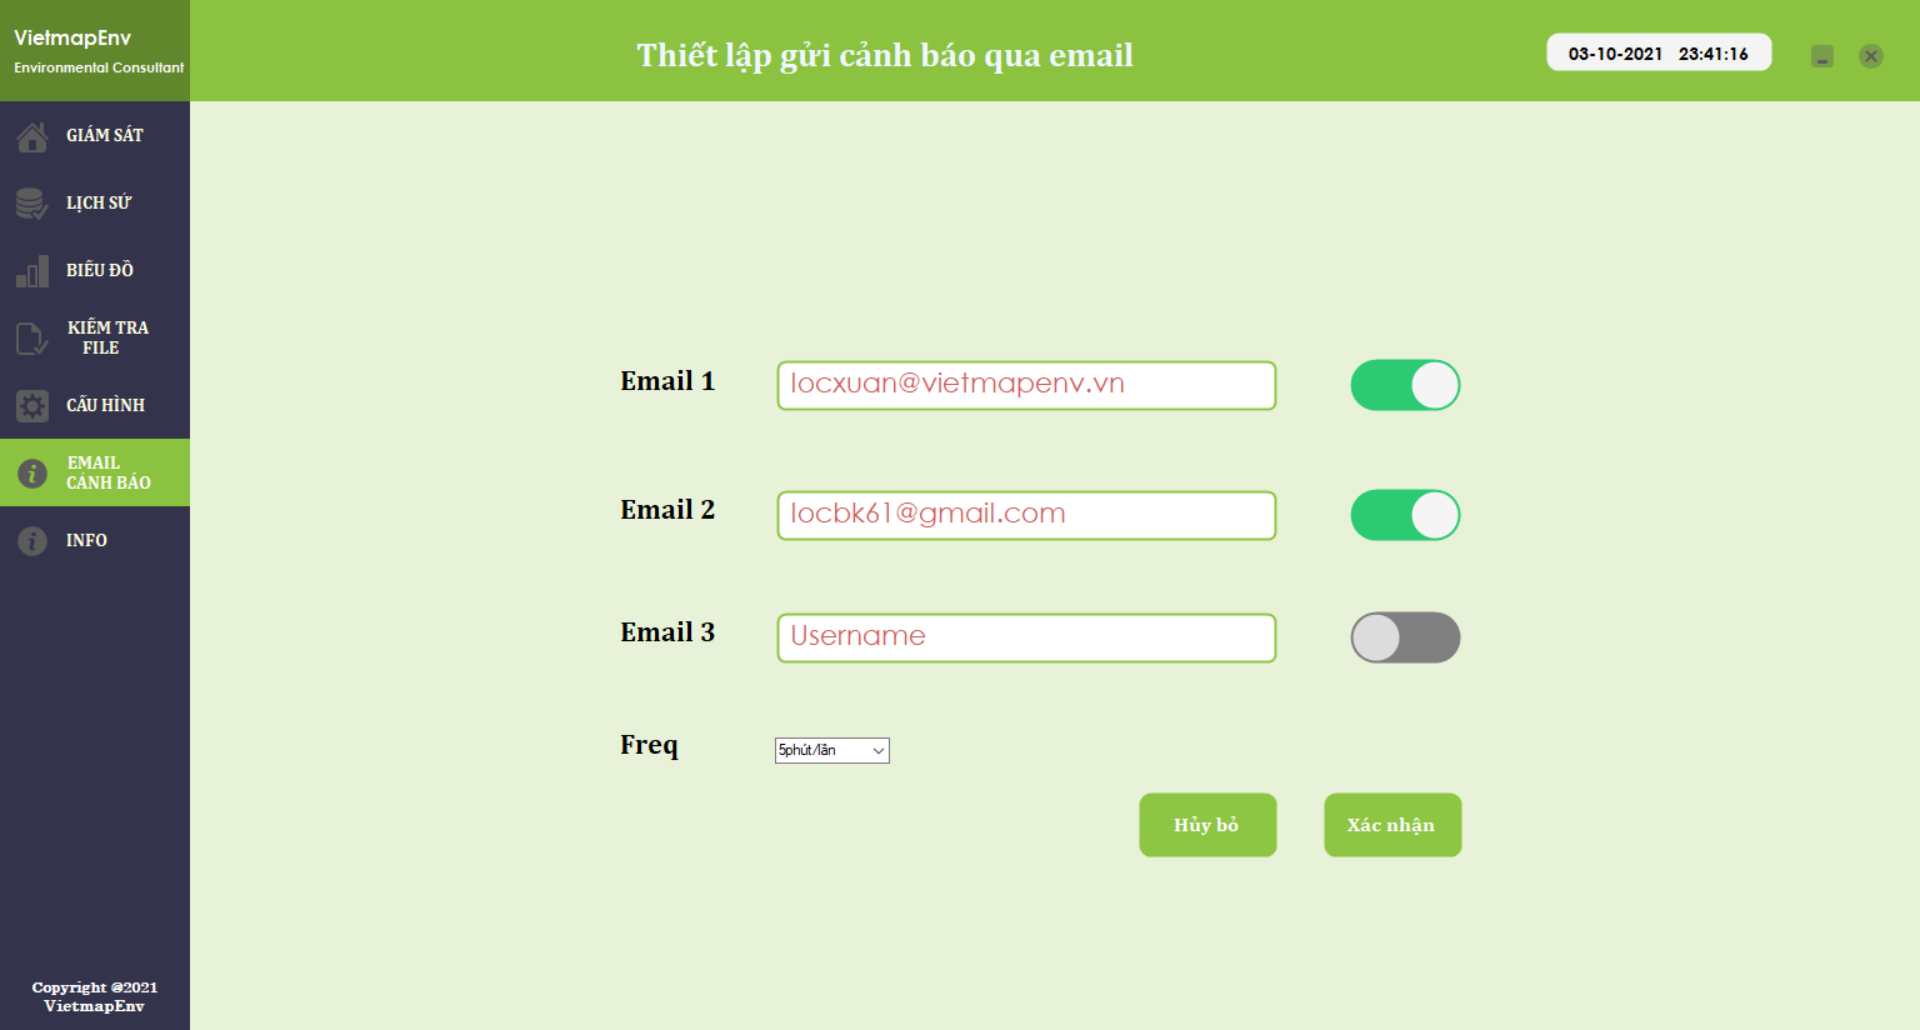 VietmapEnv
Environmental Consultant
Thiết lập gửi cảnh báo qua email
03-10-2021 23:41:16
GIÁM SÁT
LỊCH SỬ
BIỂU ĐỒ
KIỂM TRA
FILE
CẤU HÌNH
EMAIL
CẢNH BÁO
INFO
Email 1
locxuan@vietmapenv.vn
Email 2
locbk61@gmail.com
Email 3
Username
Freq
5phút/lần
Hủy bỏ
Xác nhận
Copyright @2021
VietmapEnv